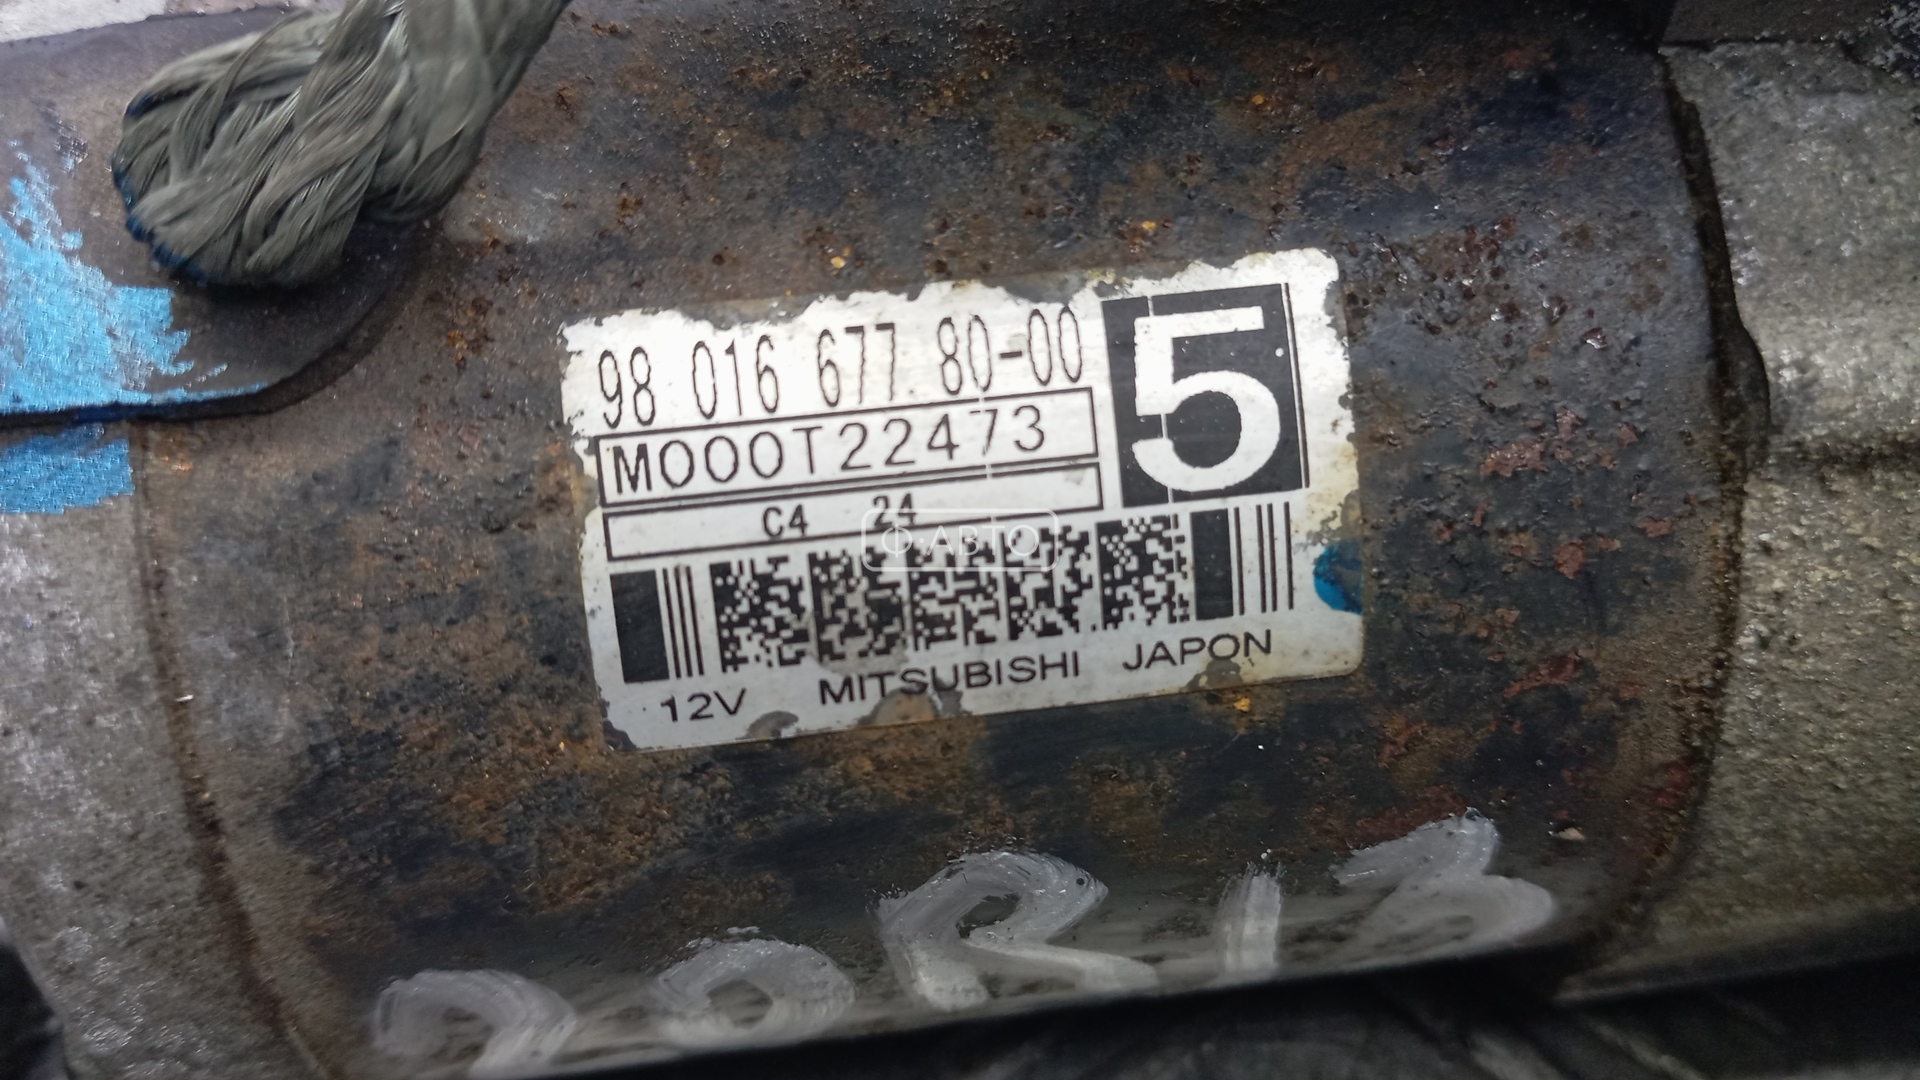 98 016 677 80-00
5
M000T22473
C4 24
Ф·АВТО
12V MITSUBISHI JAPON